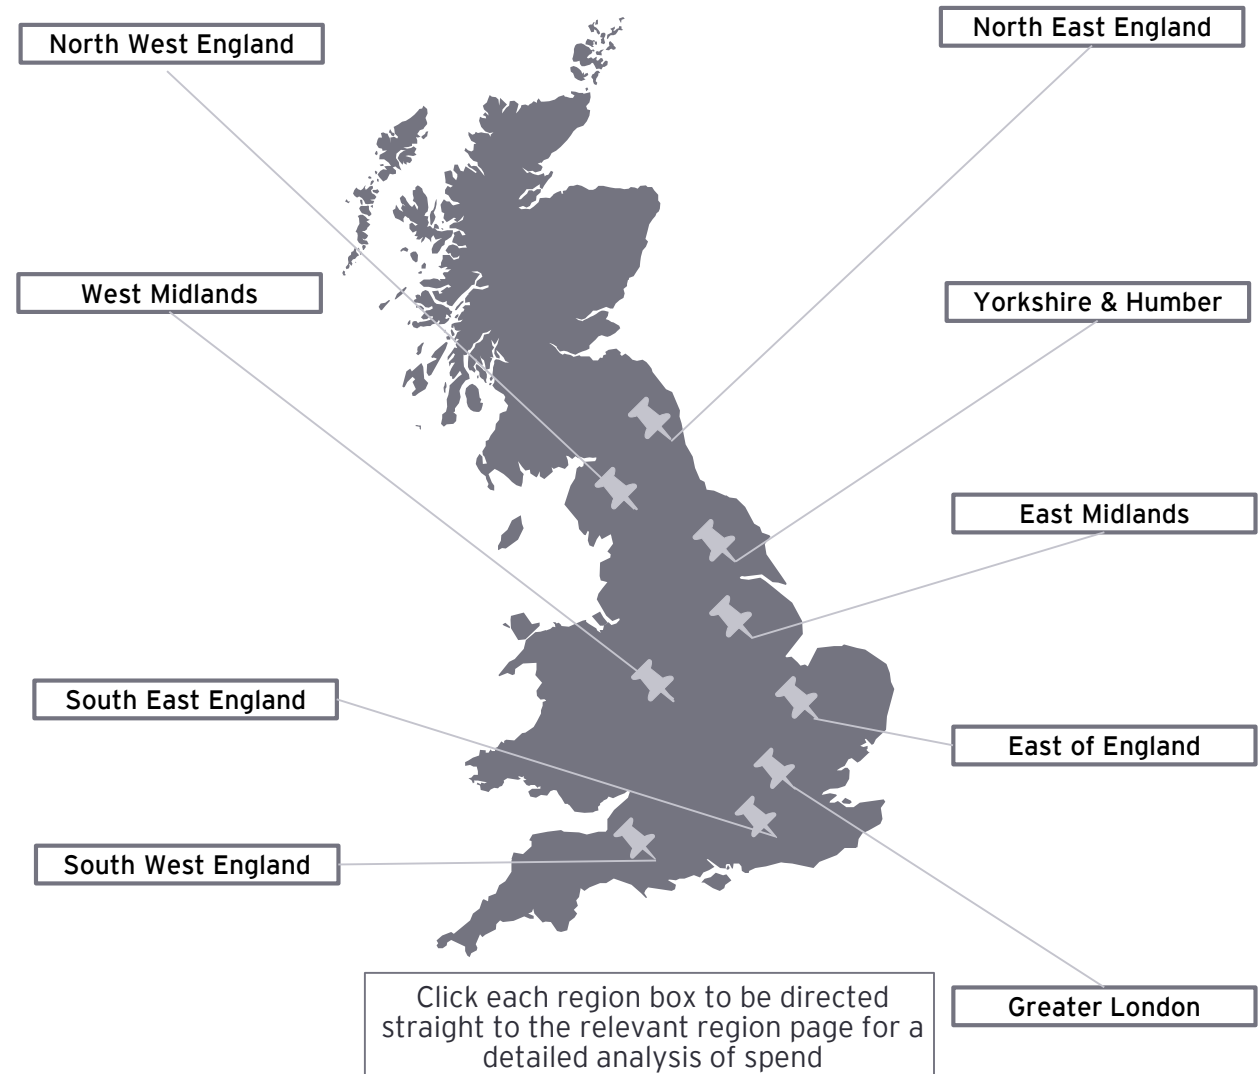 North West England
North East England
West Midlands
Yorkshire & Humber
East Midlands
South East England
East of England
South West England
Greater London
Click each region box to be directed
straight to the relevant region page for a
detailed analysis of spend